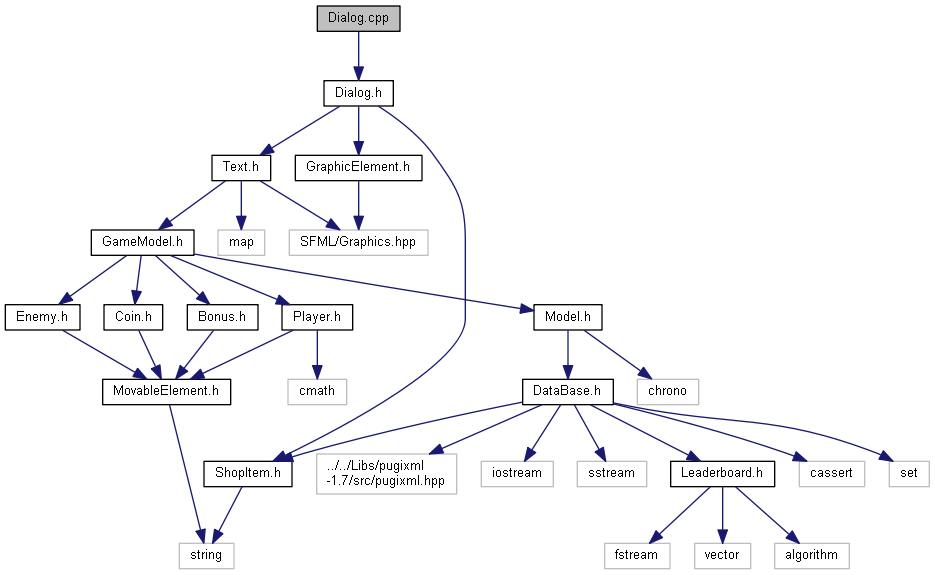 Dialog.cpp
Dialog.h
Text.h
GraphicElement.h
GameModel.h
map
SFML/Graphics.hpp
Enemy.h
Coin.h
Bonus.h
Player.h
Model.h
MovableElement.h
cmath
DataBase.h
chrono
ShopItem.h
../../Libs/pugixml
-1.7/src/pugixml.hpp
iostream
sstream
Leaderboard.h
cassert
set
string
fstream
vector
algorithm